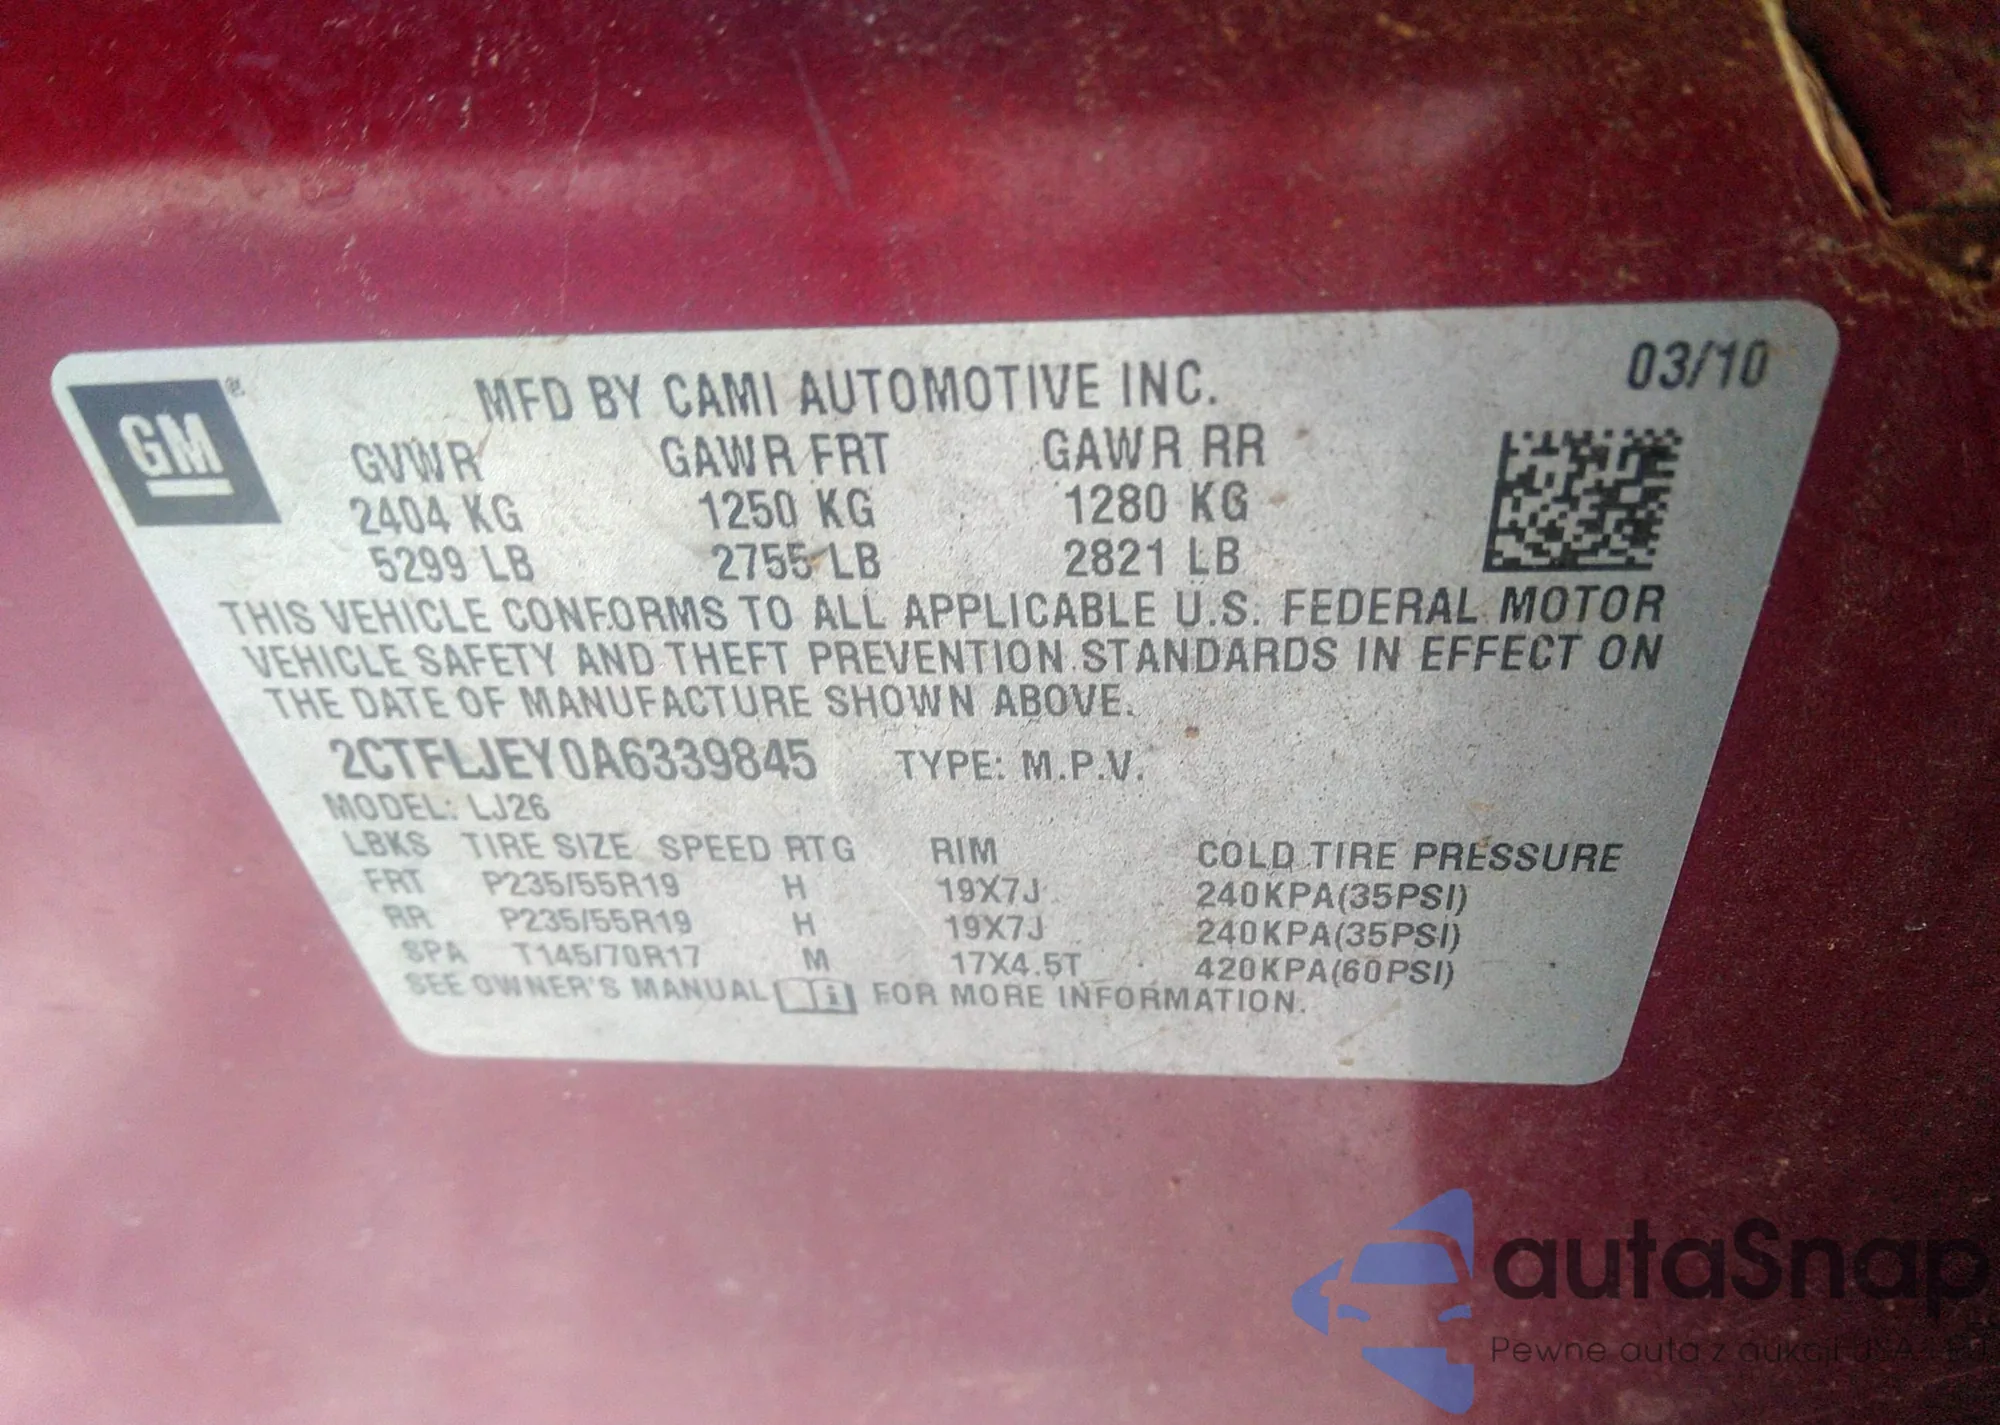 03/10
GM ®
MFD BY CAMI AUTOMOTIVE INC.
GVWR GAWR FRT GAWR RR
2404 KG 1250 KG 1280 KG
5299 LB 2755 LB 2821 LB
THIS VEHICLE CONFORMS TO ALL APPLICABLE U.S. FEDERAL MOTOR
VEHICLE SAFETY AND THEFT PREVENTION STANDARDS IN EFFECT ON
THE DATE OF MANUFACTURE SHOWN ABOVE.
2CTFLJEY0A6339845 TYPE: M.P.V.
MODEL: LJ26
LBKS TIRE SIZE SPEED RTG RIM COLD TIRE PRESSURE
FRT P235/55R19 H 19X7J 240KPA(35PSI)
RR P235/55R19 H 19X7J 240KPA(35PSI)
SPA T145/70R17 M 17X4.5T 420KPA(60PSI)
SEE OWNER'S MANUAL i FOR MORE INFORMATION.
autaSnap
Pewne auta z aukcji USA